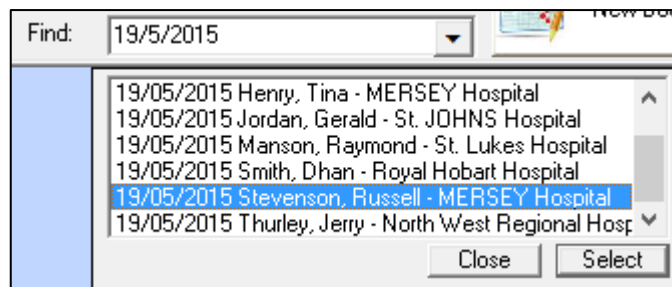 Find: 19/5/2015 New
19/05/2015 Henry, Tina - MERSEY Hospital
19/05/2015 Jordan, Gerald - St. JOHNS Hospital
19/05/2015 Manson, Raymond - St. Lukes Hospital
19/05/2015 Smith, Dhan - Royal Hobart Hospital
19/05/2015 Stevenson, Russell - MERSEY Hospital
19/05/2015 Thurley, Jerry - North West Regional
Close Select